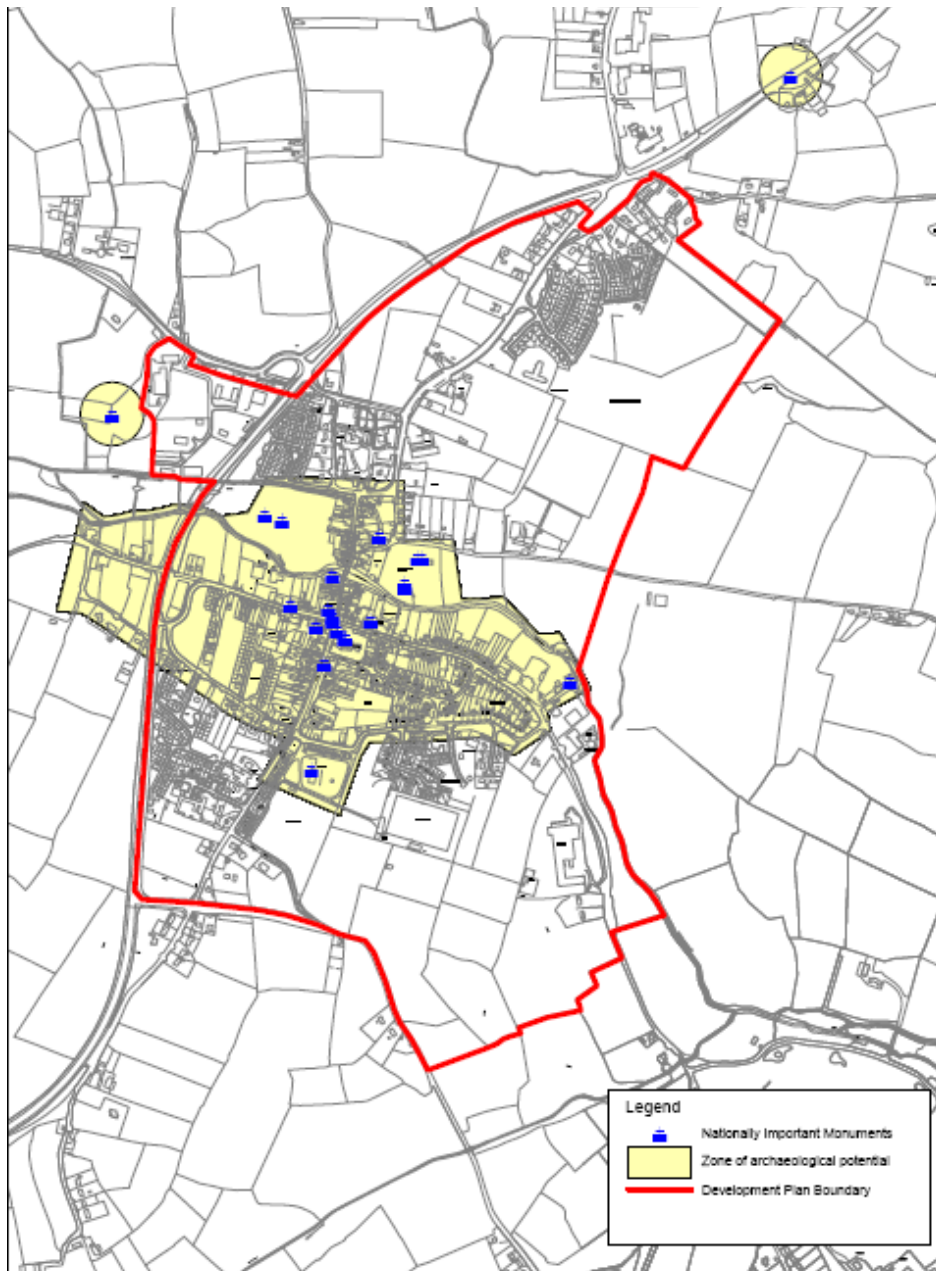 Legend
Nationally Important Monuments
Zone of archaeological potential
Development Plan Boundary